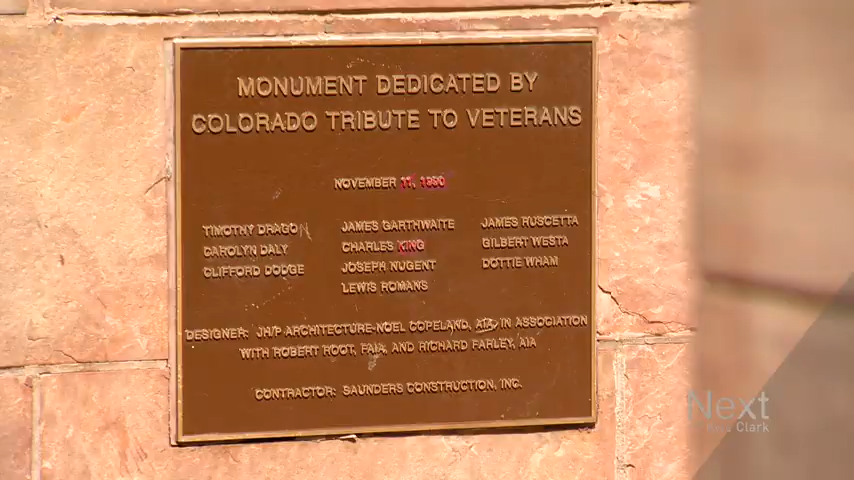 MONUMENT DEDICATED BY
COLORADO TRIBUTE TO VETERANS
NOVEMBER 11, 1990
TIMOTHY DRAGO JAMES GARTHWAITE JAMES RUSCETTA
CAROLYN DALY CHARLES KING GILBERT WESTA
CLIFFORD DODGE JOSEPH NUGENT DOTTIE WHAM
LEWIS ROMANS
DESIGNER: JH/P ARCHITECTURE-NOEL COPELAND, AIA, IN ASSOCIATION
WITH ROBERT ROOT, FAIA, AND RICHARD FARLEY, AIA
CONTRACTOR: SAUNDERS CONSTRUCTION, INC.
Next
Clark